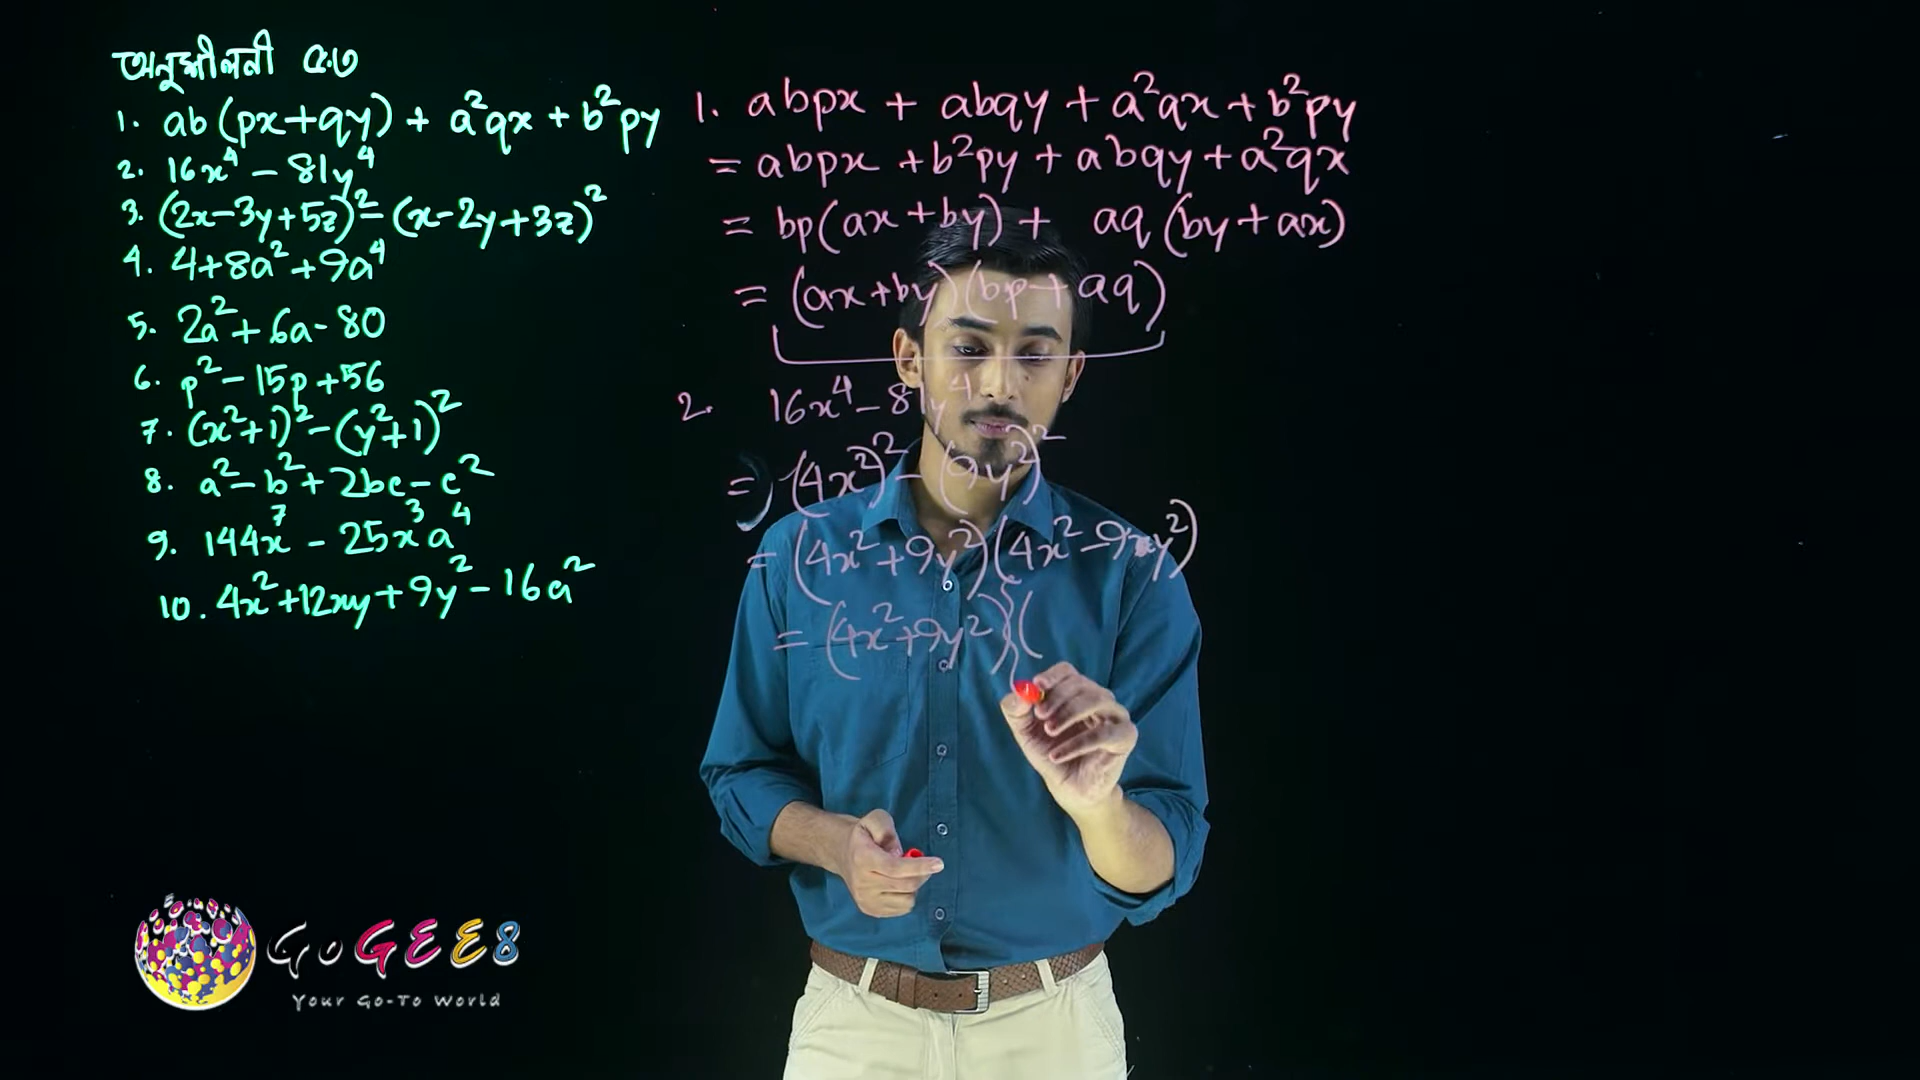 অনুশীলনী ৫.৩
1. ab(px+qy) + a²qx + b²py
2. 16x⁴ - 81y⁴
3. (2x-3y+5z)² - (x-2y+3z)²
4. 4+8a²+9a⁴
5. 2a²+6a-80
6. p²-15p+56
7. (x²+1)²-(y²+1)²
8. a²-b²+2bc-c²
9. 144x⁷-25x³a⁴
10. 4x²+12xy+9y²-16a²
1. abpx + abqy + a²qx + b²py
= abpx + b²py + abqy + a²qx
= bp(ax+by) + aq(by+ax)
= (ax+by)(bp+aq)
2. 16x⁴-81y⁴
= (4x²)²-(9y²)²
= (4x²+9y²)(4x²-9y²)
= (4x²+9y²){(
GoGEE8
Your Go-To World